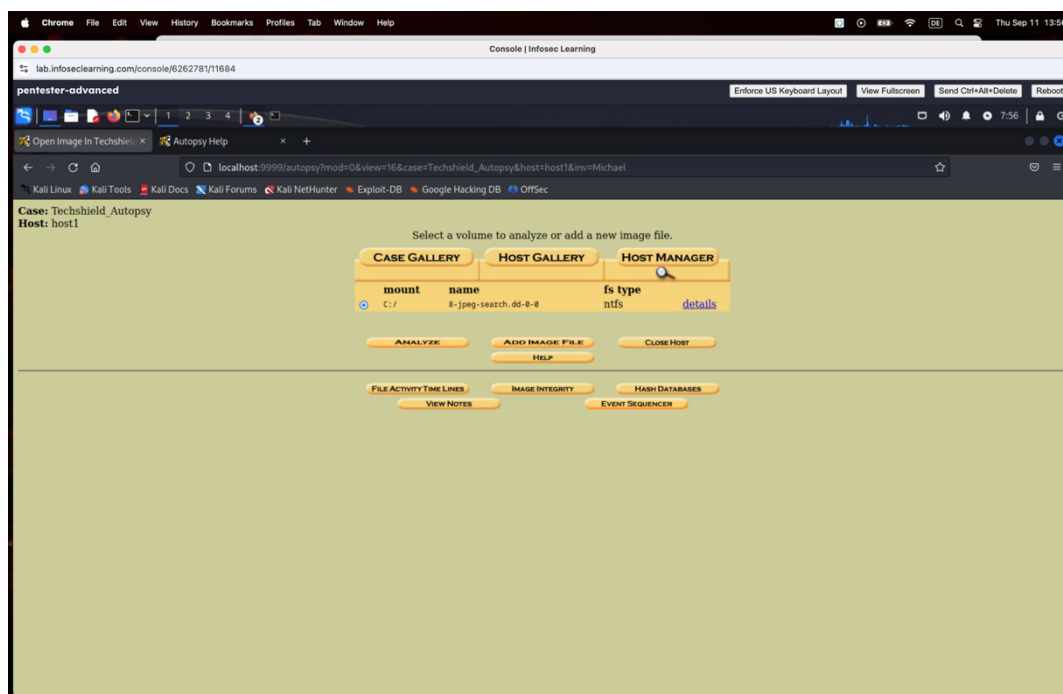 Chrome File Edit View History Bookmarks Profiles Tab Window Help DE Thu Sep 11 13:56
Console | Infosec Learning
lab.infoseclearning.com/console/6262781/11684
pentester-advanced Enforce US Keyboard Layout View Fullscreen Send Ctrl+Alt+Delete Reboot
1 2 3 4 2 7:56
Open Image In Techshield × Autopsy Help × +
localhost:9999/autopsy?mod=0&view=16&case=Techshield_Autopsy&host=host1&inv=Michael
Kali Linux Kali Tools Kali Docs Kali Forums Kali NetHunter Exploit-DB Google Hacking DB OffSec
Case: Techshield_Autopsy
Host: host1
Select a volume to analyze or add a new image file.
CASE GALLERY HOST GALLERY HOST MANAGER
mount name fs type
C:/ 8-jpeg-search.dd-0-0 ntfs details
ANALYZE ADD IMAGE FILE CLOSE HOST
HELP
FILE ACTIVITY TIME LINES IMAGE INTEGRITY HASH DATABASES
VIEW NOTES EVENT SEQUENCER